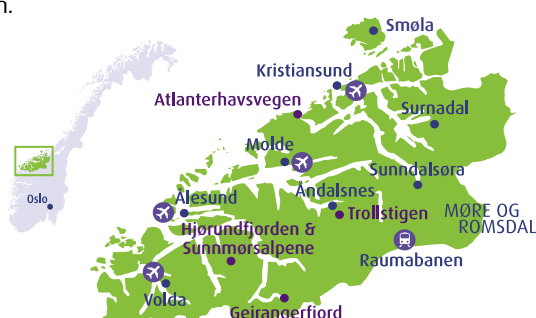 n.
Smøla
Kristiansund
Atlanterhavsvegen
Surnadal
Molde
Sunndalsøra
Oslo
Ålesund
Åndalsnes
Trollstigen
MØRE OG
ROMSDAL
Hjørundfjorden &
Sunnmørsalpene
Raumabanen
Volda
Geirangerfjord